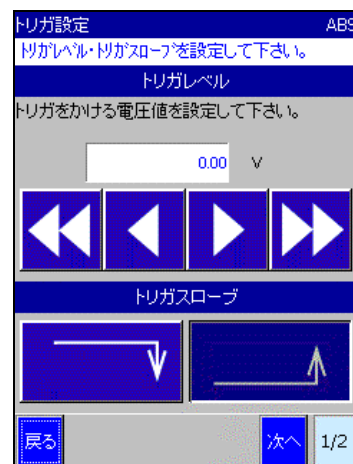 トリガ設定 ABS
トリガレベル・トリガスロープを設定して下さい。
トリガレベル
トリガをかける電圧値を設定して下さい。
0.00 V
トリガスロープ
戻る 次へ 1/2